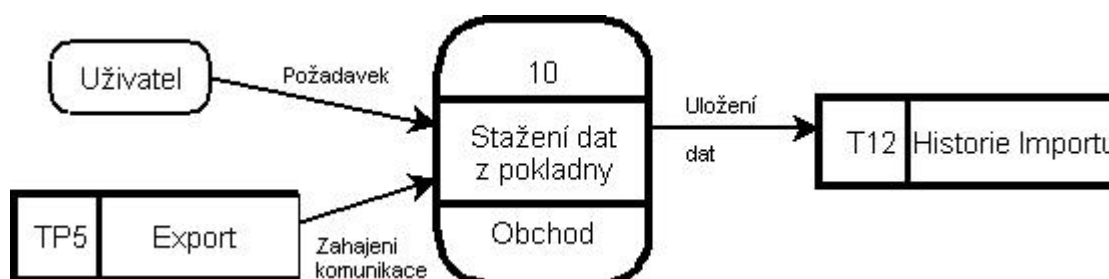 Uživatel
Požadavek
10
Stažení dat
z pokladny
Obchod
Uložení
dat
T12
Historie Importu
TP5
Export
Zahajeni
komunikace